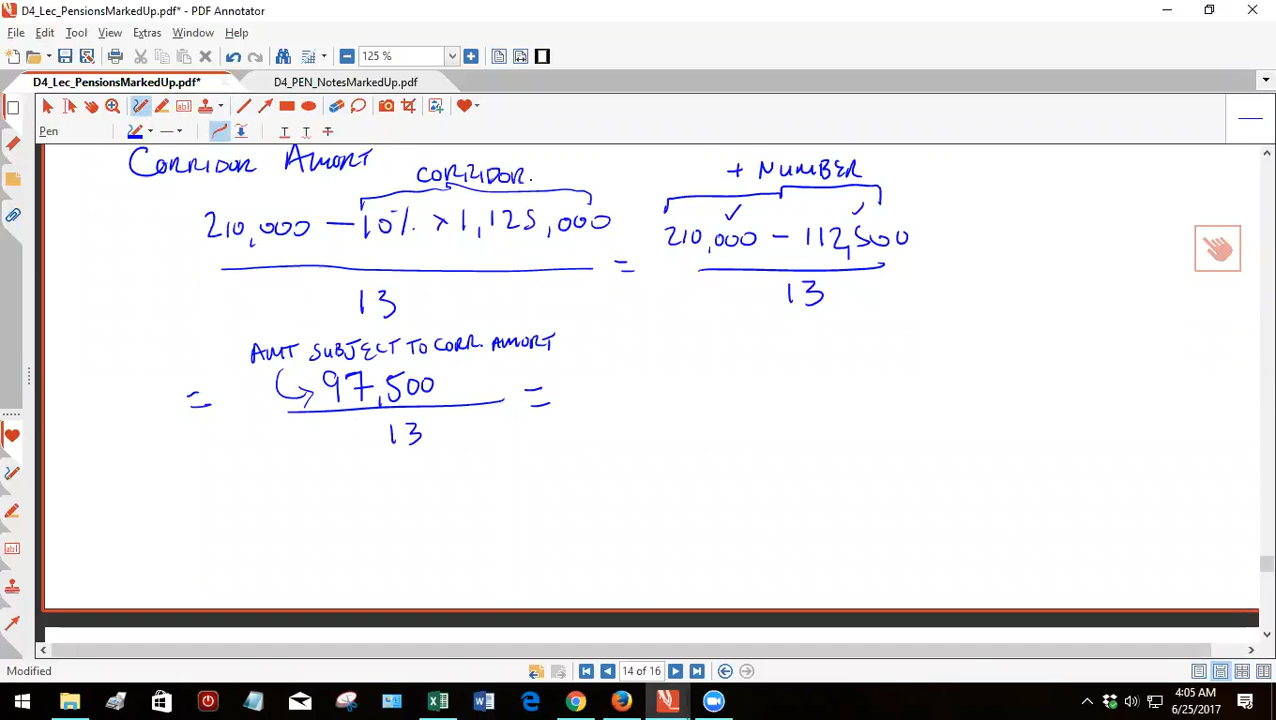 D4_Lec_PensionsMarkedUp.pdf* - PDF Annotator
File Edit Tool View Extras Window Help
125 %
D4_Lec_PensionsMarkedUp.pdf* D4_PEN_NotesMarkedUp.pdf
Pen
CORRIDOR AMORT
CORRIDOR.
+ NUMBER
210,000 — 10% × 1,125,000
13
=
210,000 - 112,500
13
AMT SUBJECT TO CORR. AMORT
= 97,500 =
13
Modified
14 of 16
4:05 AM
6/25/2017